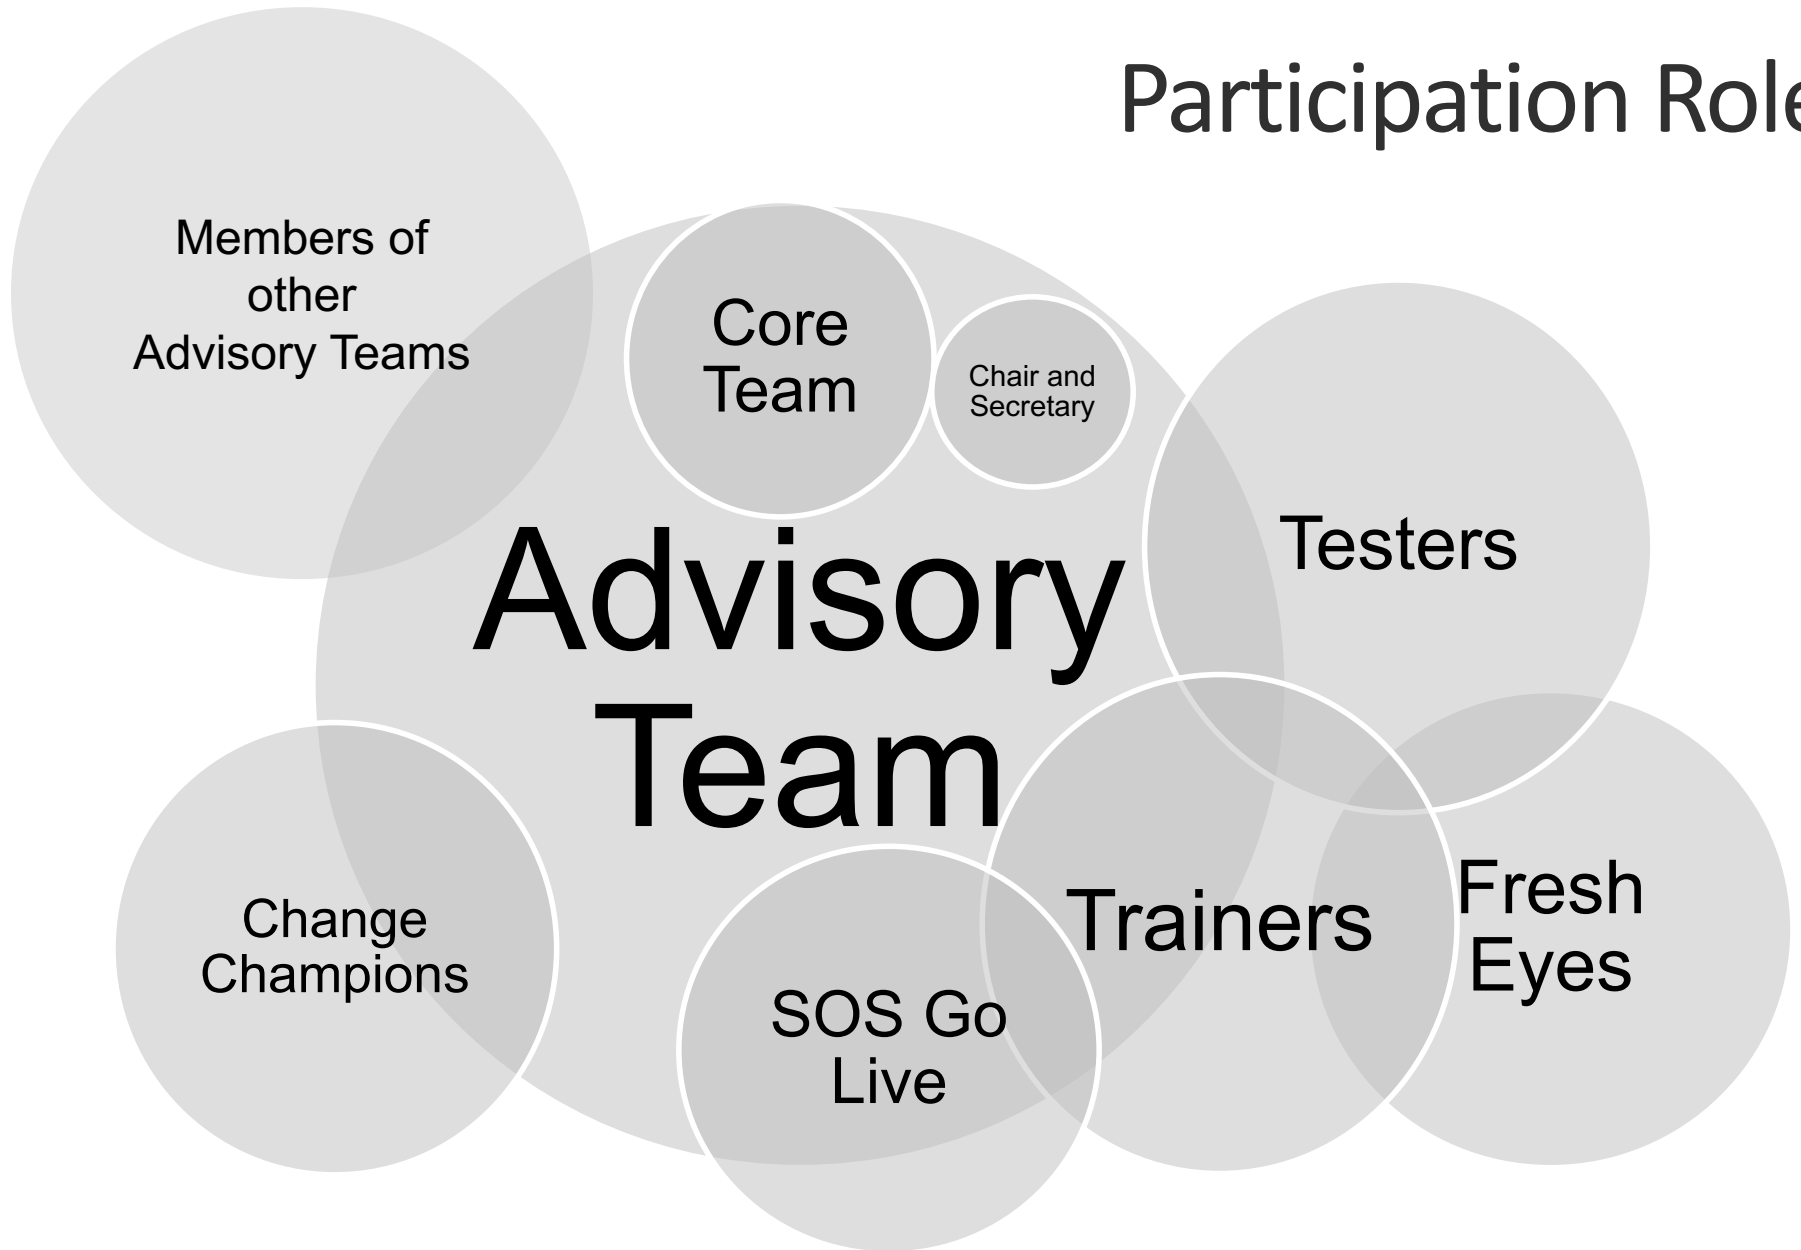 Participation Role
Members of
other
Advisory Teams
Core
Team
Chair and
Secretary
Testers
Advisory
Team
Change
Champions
Trainers
Fresh
Eyes
SOS Go
Live